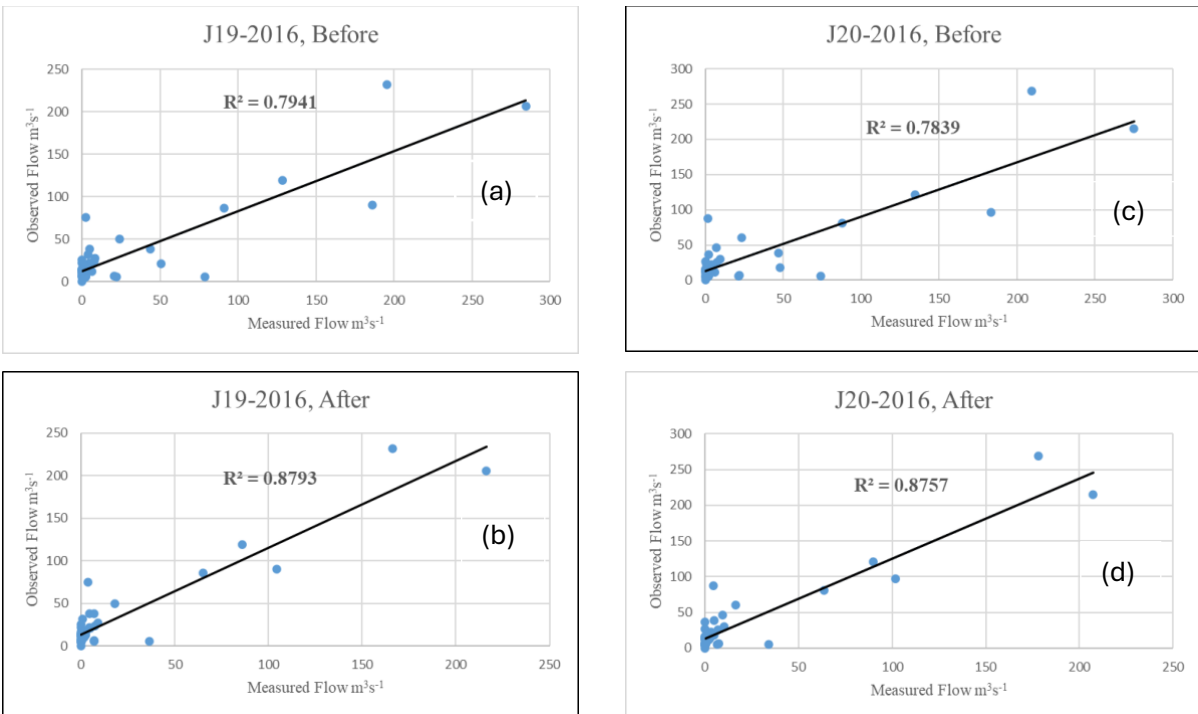 J19-2016, Before
250
200
150
100
50
0
0 50 100 150 200 250 300
Observed Flow m³s⁻¹
Measured Flow m³s⁻¹
R² = 0.7941
(a)
J20-2016, Before
300
250
200
150
100
50
0
0 50 100 150 200 250 300
Observed Flow m³s⁻¹
Measured Flow m³s⁻¹
R² = 0.7839
(c)
J19-2016, After
250
200
150
100
50
0
0 50 100 150 200 250
Observed Flow m³s⁻¹
Measured Flow m³s⁻¹
R² = 0.8793
(b)
J20-2016, After
300
250
200
150
100
50
0
0 50 100 150 200 250
Observed Flow m³s⁻¹
Measured Flow m³s⁻¹
R² = 0.8757
(d)